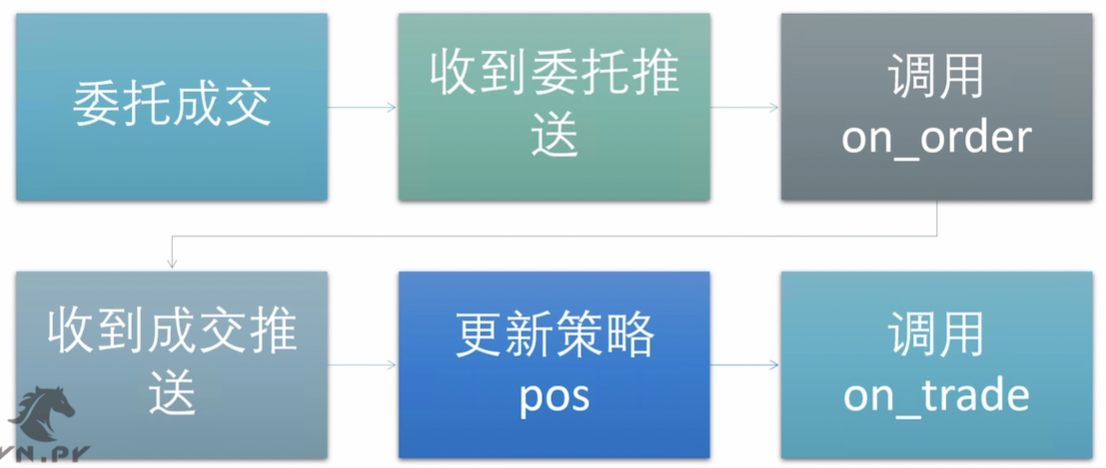 委托成交
收到委托推
送
调用
on_order
收到成交推
送
更新策略
pos
调用
on_trade
VN.PY